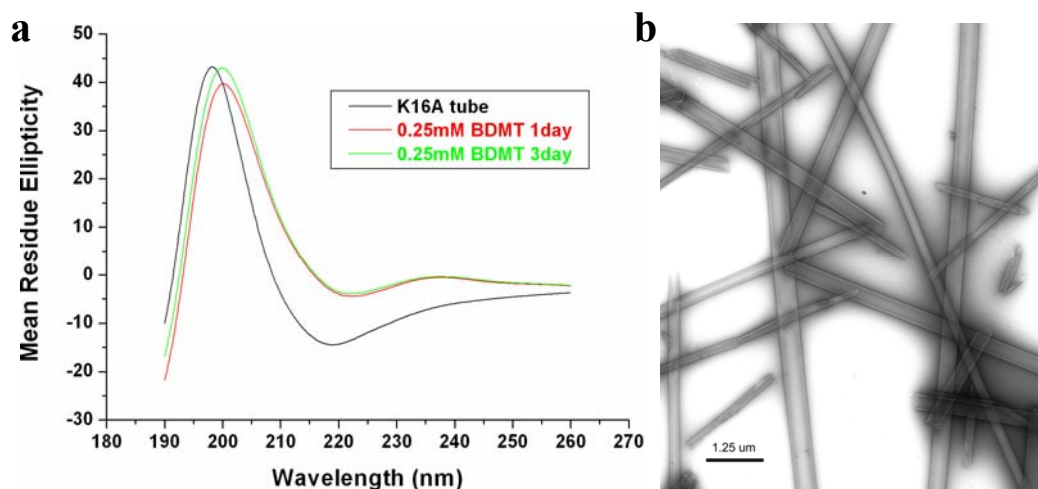 a
b
50
40
30
20
10
0
-10
-20
-30
Mean Residue Ellipticity
K16A tube
0.25mM BDMT 1day
0.25mM BDMT 3day
180 190 200 210 220 230 240 250 260 270
Wavelength (nm)
1.25 um